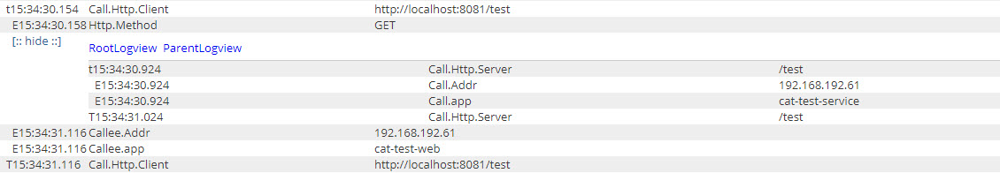 t15:34:30.154 Call.Http.Client http://localhost:8081/test
E15:34:30.158 Http.Method GET
[:: hide ::]
RootLogview ParentLogview
t15:34:30.924 Call.Http.Server /test
E15:34:30.924 Call.Addr 192.168.192.61
E15:34:30.924 Call.app cat-test-service
T15:34:31.024 Call.Http.Server /test
E15:34:31.116 Callee.Addr 192.168.192.61
E15:34:31.116 Callee.app cat-test-web
T15:34:31.116 Call.Http.Client http://localhost:8081/test